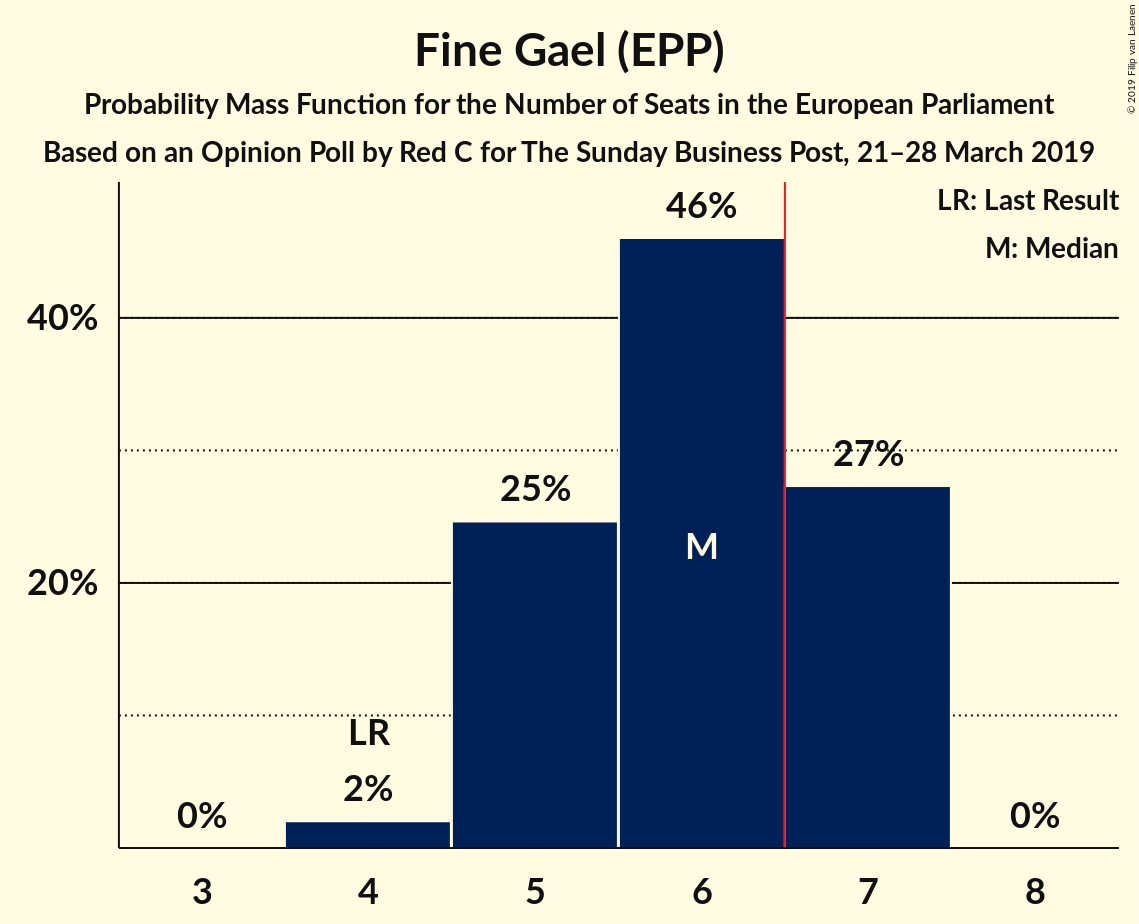 Fine Gael (EPP)
Probability Mass Function for the Number of Seats in the European Parliament
Based on an Opinion Poll by Red C for The Sunday Business Post, 21–28 March 2019
© 2019 Filip van Laenen
LR: Last Result
M: Median
46%
40%
27%
25%
M
20%
LR
2%
0%
0%
3
4
5
6
7
8